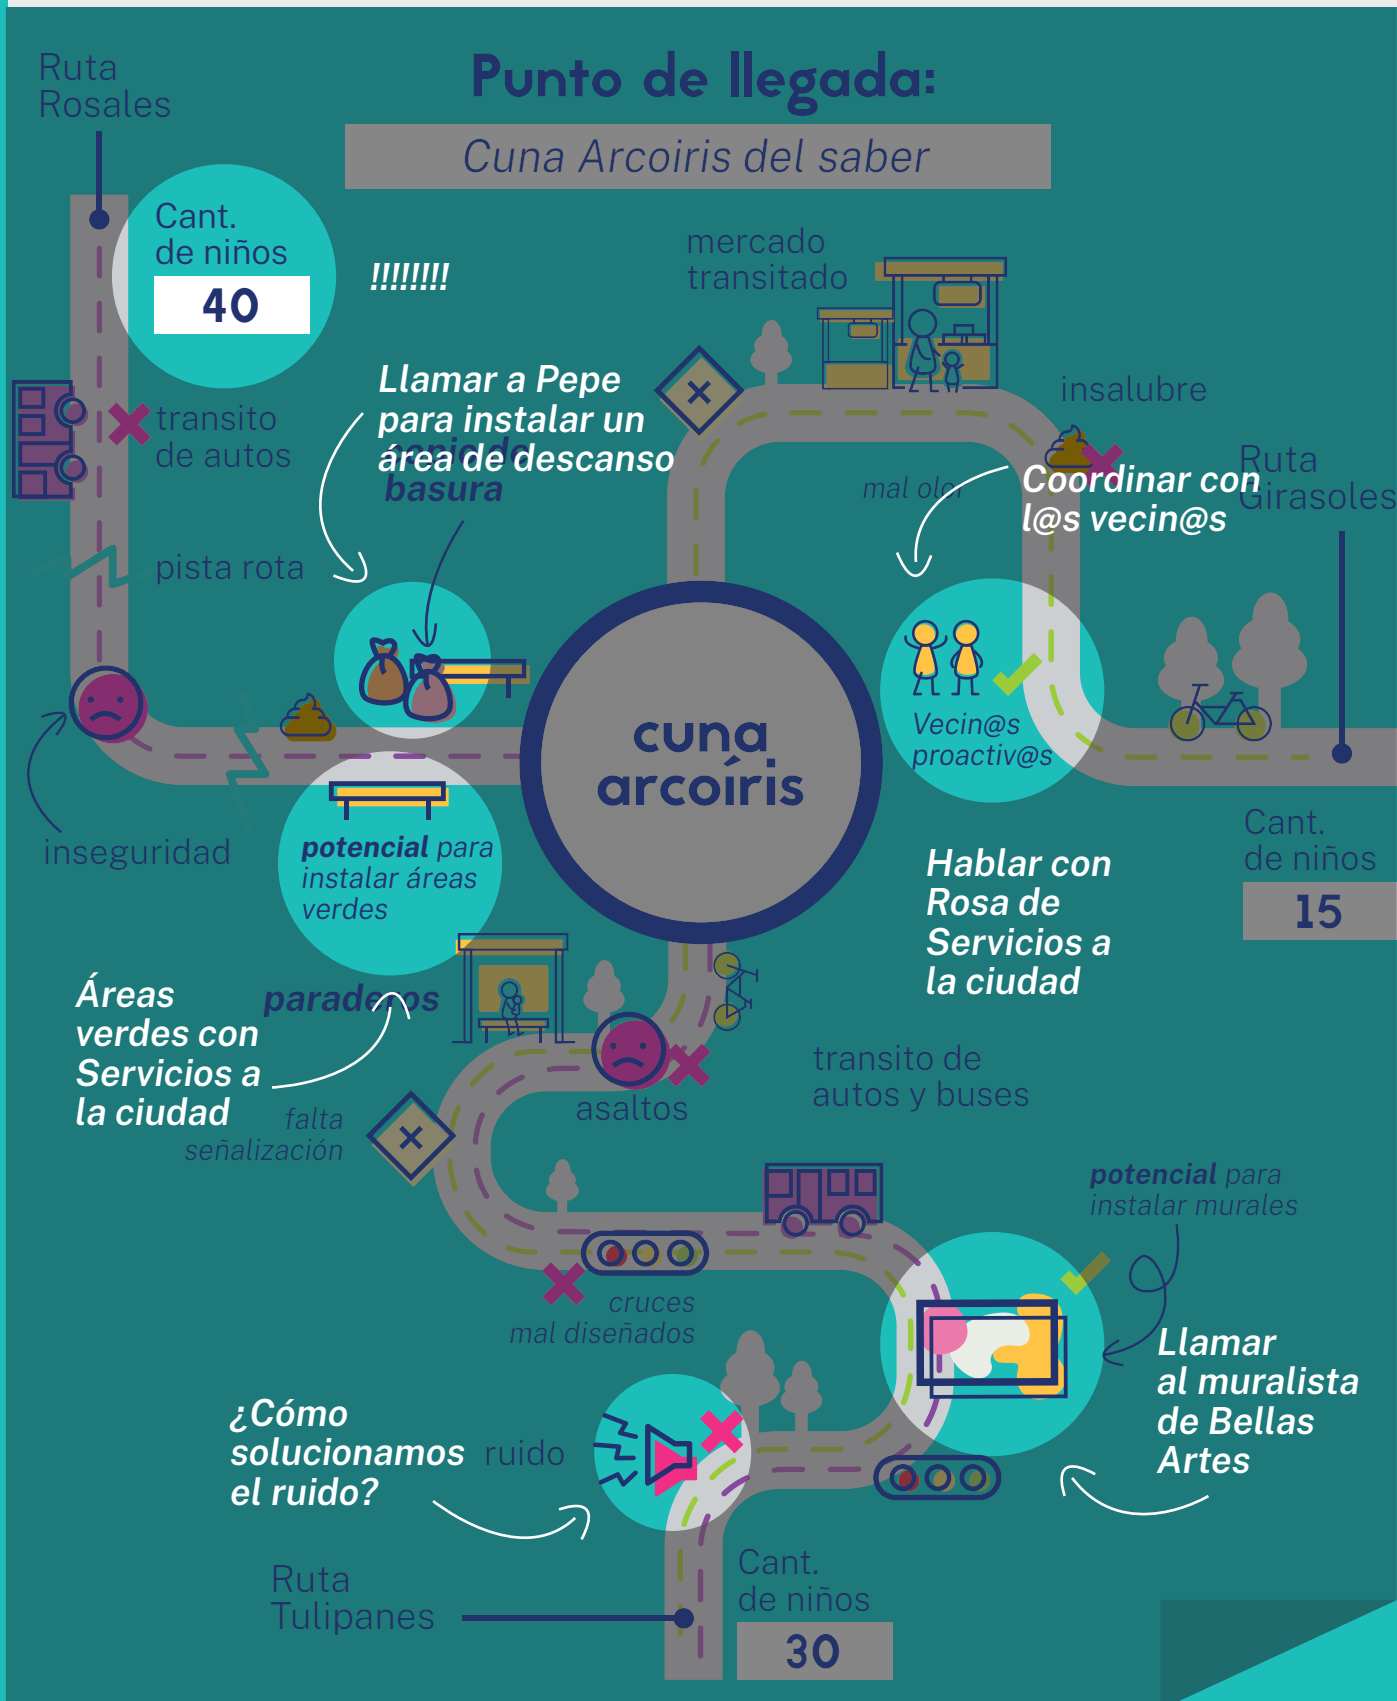 Ruta
Rosales
Punto de llegada:
Cuna Arcoiris del saber
Cant.
de niños
40
!!!!!!!!
mercado
transitado
Llamar a Pepe
para instalar un
área de descanso
basura
transito
de autos
insalubre
mal olor
Coordinar con
l@s vecin@s
Ruta
Girasoles
pista rota
cuna
arcoíris
Vecin@s
proactiv@s
inseguridad
potencial para
instalar áreas
verdes
Cant.
de niños
15
Hablar con
Rosa de
Servicios a
la ciudad
Áreas
verdes con
Servicios a
la ciudad
paraderos
falta
señalización
asaltos
transito de
autos y buses
potencial para
instalar murales
cruces
mal diseñados
Llamar
al muralista
de Bellas
Artes
¿Cómo
solucionamos
el ruido?
ruido
Ruta
Tulipanes
Cant.
de niños
30